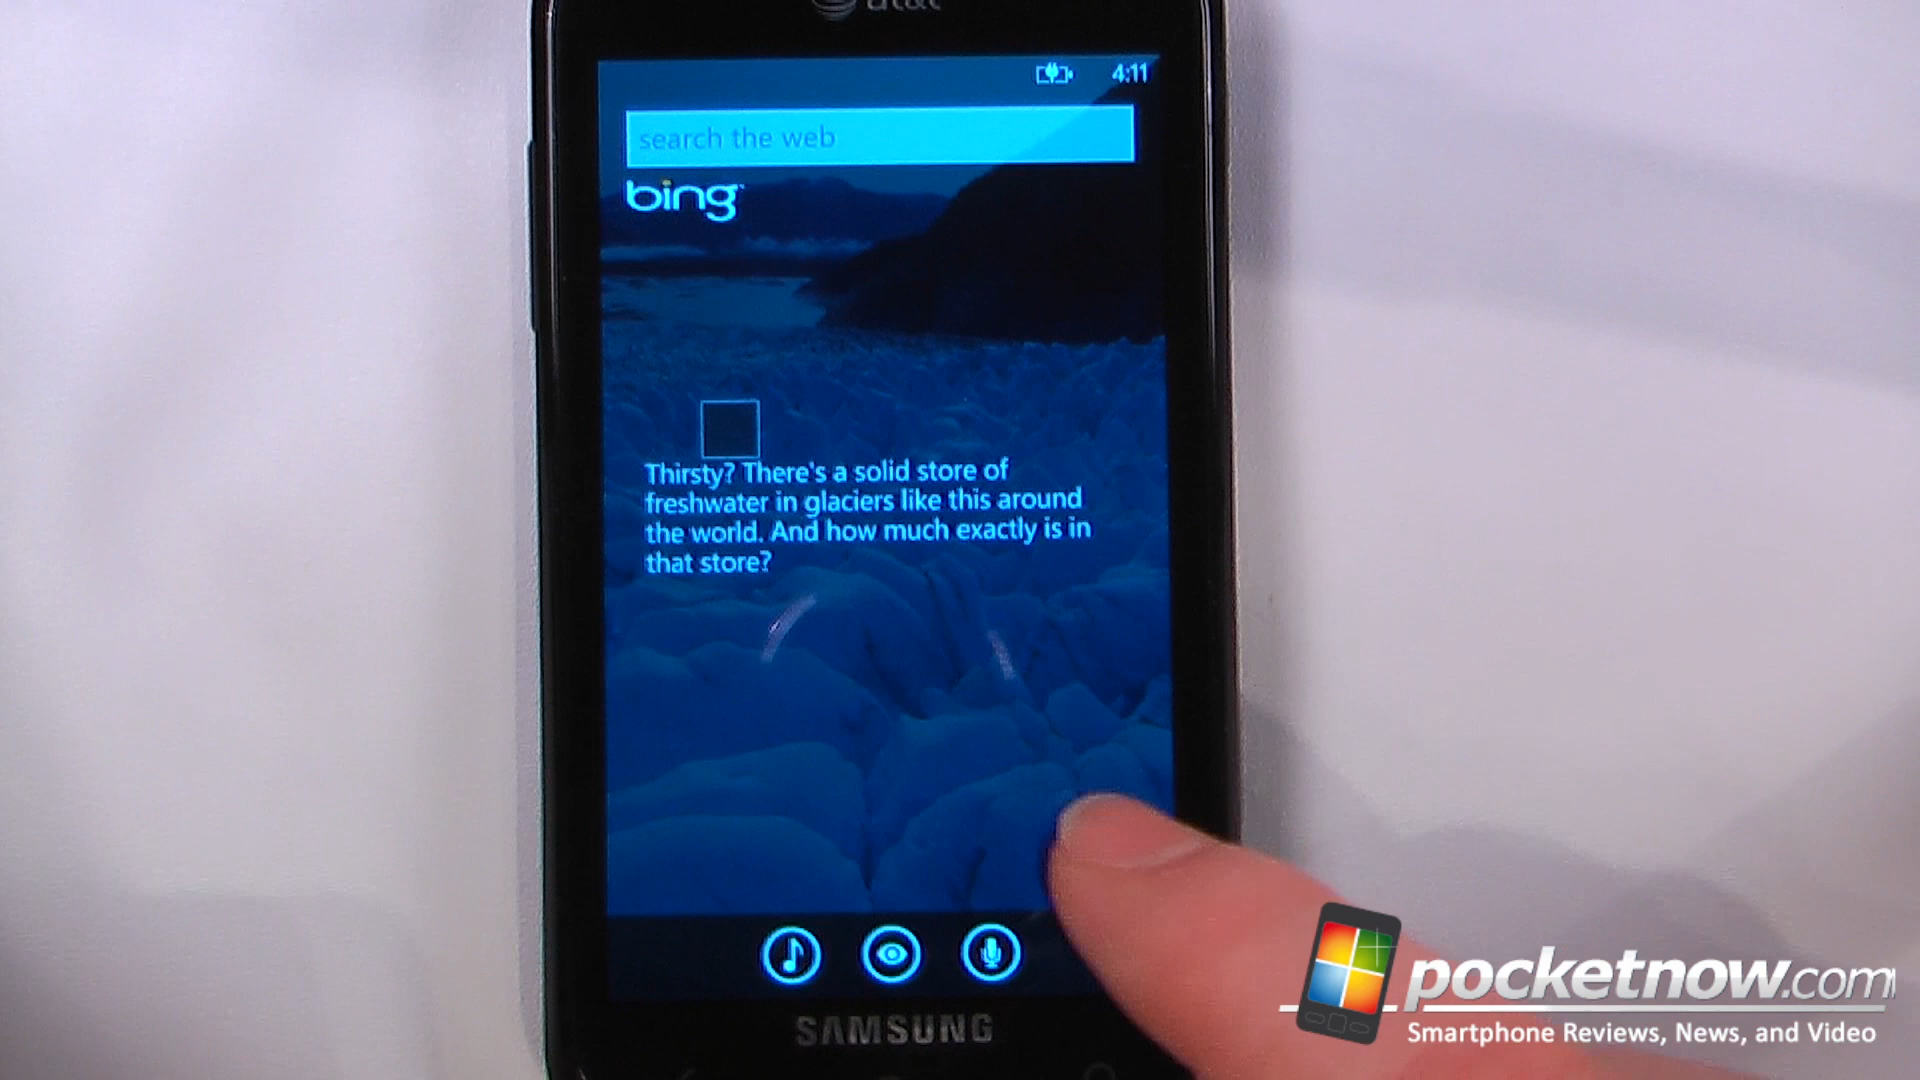 at&t
4:11
search the web
bing
Thirsty? There's a solid store of
freshwater in glaciers like this around
the world. And how much exactly is in
that store?
SAMSUNG
pocketnow.com
Smartphone Reviews, News, and Video